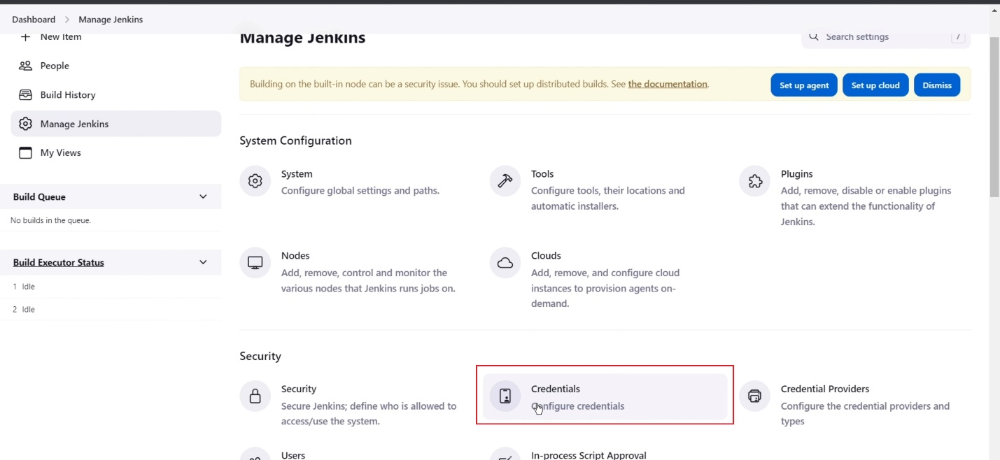 Dashboard > Manage Jenkins
New Item
People
Build History
Manage Jenkins
My Views
Build Queue
No builds in the queue.
Build Executor Status
1 Idle
2 Idle
Manage Jenkins
Search settings /
Building on the built-in node can be a security issue. You should set up distributed builds. See the documentation.
Set up agent
Set up cloud
Dismiss
System Configuration
System
Configure global settings and paths.
Tools
Configure tools, their locations and
automatic installers.
Plugins
Add, remove, disable or enable plugins
that can extend the functionality of
Jenkins.
Nodes
Add, remove, control and monitor the
various nodes that Jenkins runs jobs on.
Clouds
Add, remove, and configure cloud
instances to provision agents on-
demand.
Security
Security
Secure Jenkins; define who is allowed to
access/use the system.
Credentials
Configure credentials
Credential Providers
Configure the credential providers and
types
Users
In-process Script Approval